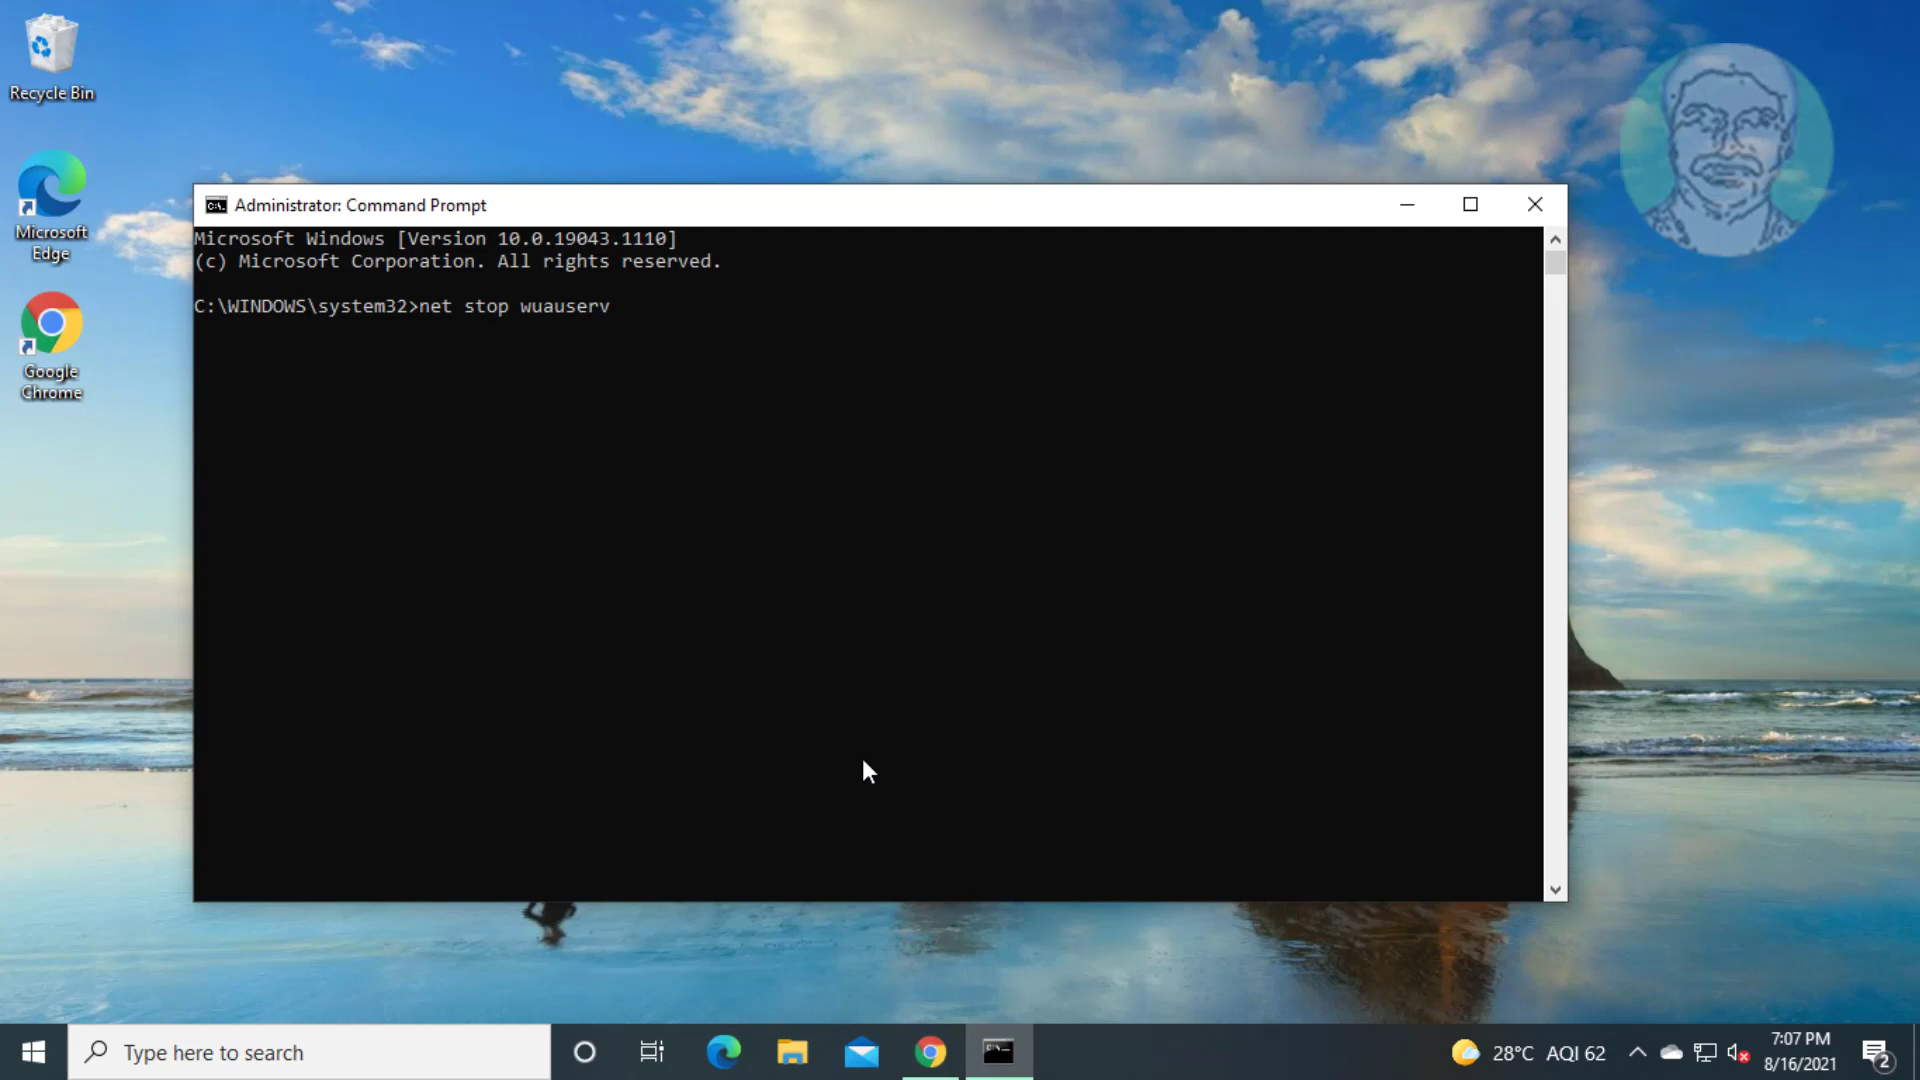 Recycle Bin
Microsoft
Edge
Google
Chrome
Administrator: Command Prompt
Microsoft Windows [Version 10.0.19043.1110]
(c) Microsoft Corporation. All rights reserved.
C:\WINDOWS\system32>net stop wuauserv
Type here to search
28°C AQI 62
7:07 PM
8/16/2021
2